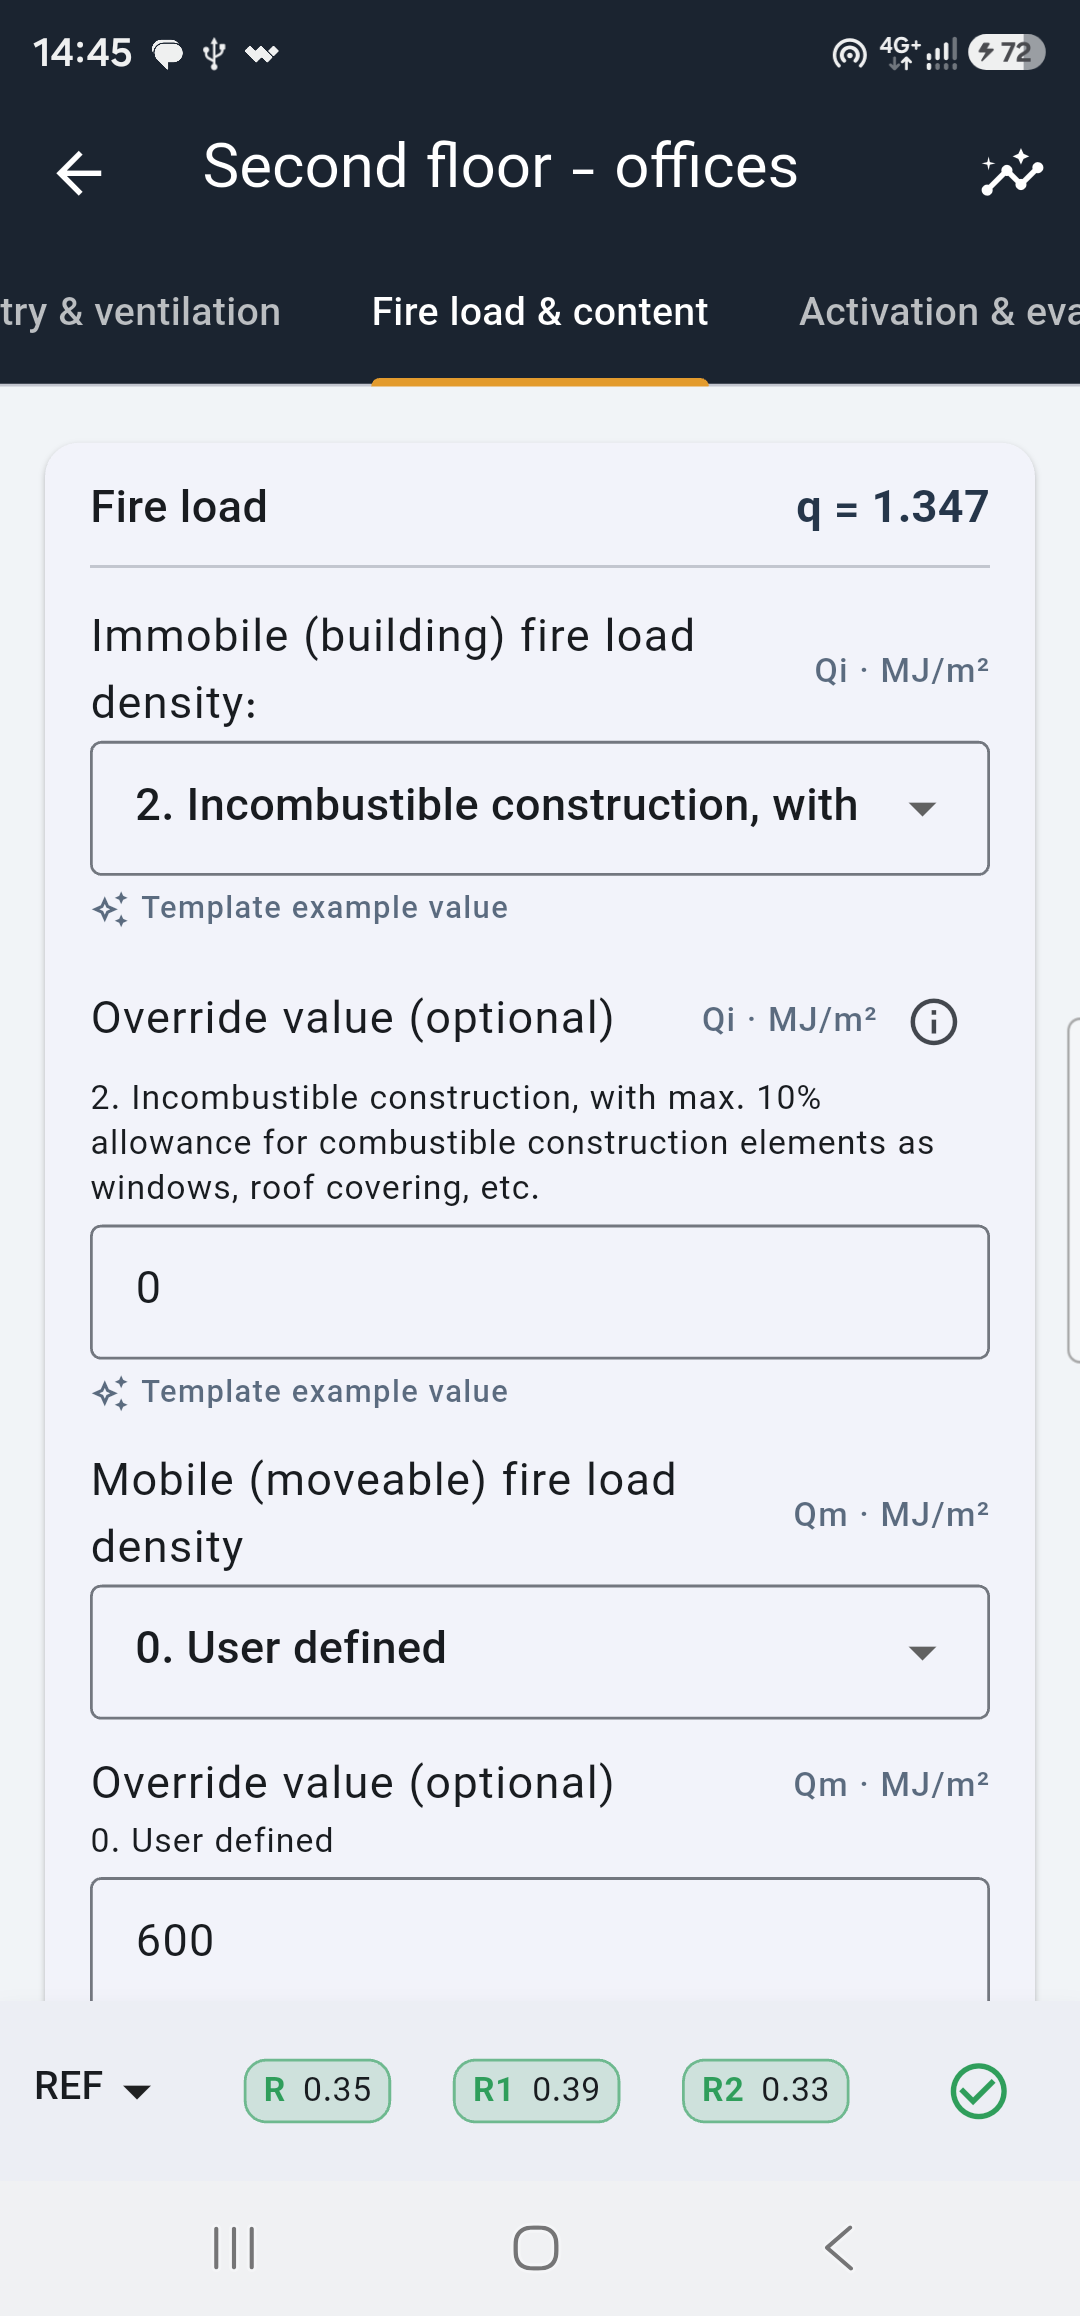 14:45
4G+
72
Second floor - offices
try & ventilation
Fire load & content
Activation & eva
Fire load
q = 1.347
Immobile (building) fire load
density:
Qi · MJ/m²
2. Incombustible construction, with
Template example value
Override value (optional)
Qi · MJ/m²
2. Incombustible construction, with max. 10%
allowance for combustible construction elements as
windows, roof covering, etc.
0
Template example value
Mobile (moveable) fire load
density
Qm · MJ/m²
0. User defined
Override value (optional)
Qm · MJ/m²
0. User defined
600
REF
R 0.35
R1 0.39
R2 0.33